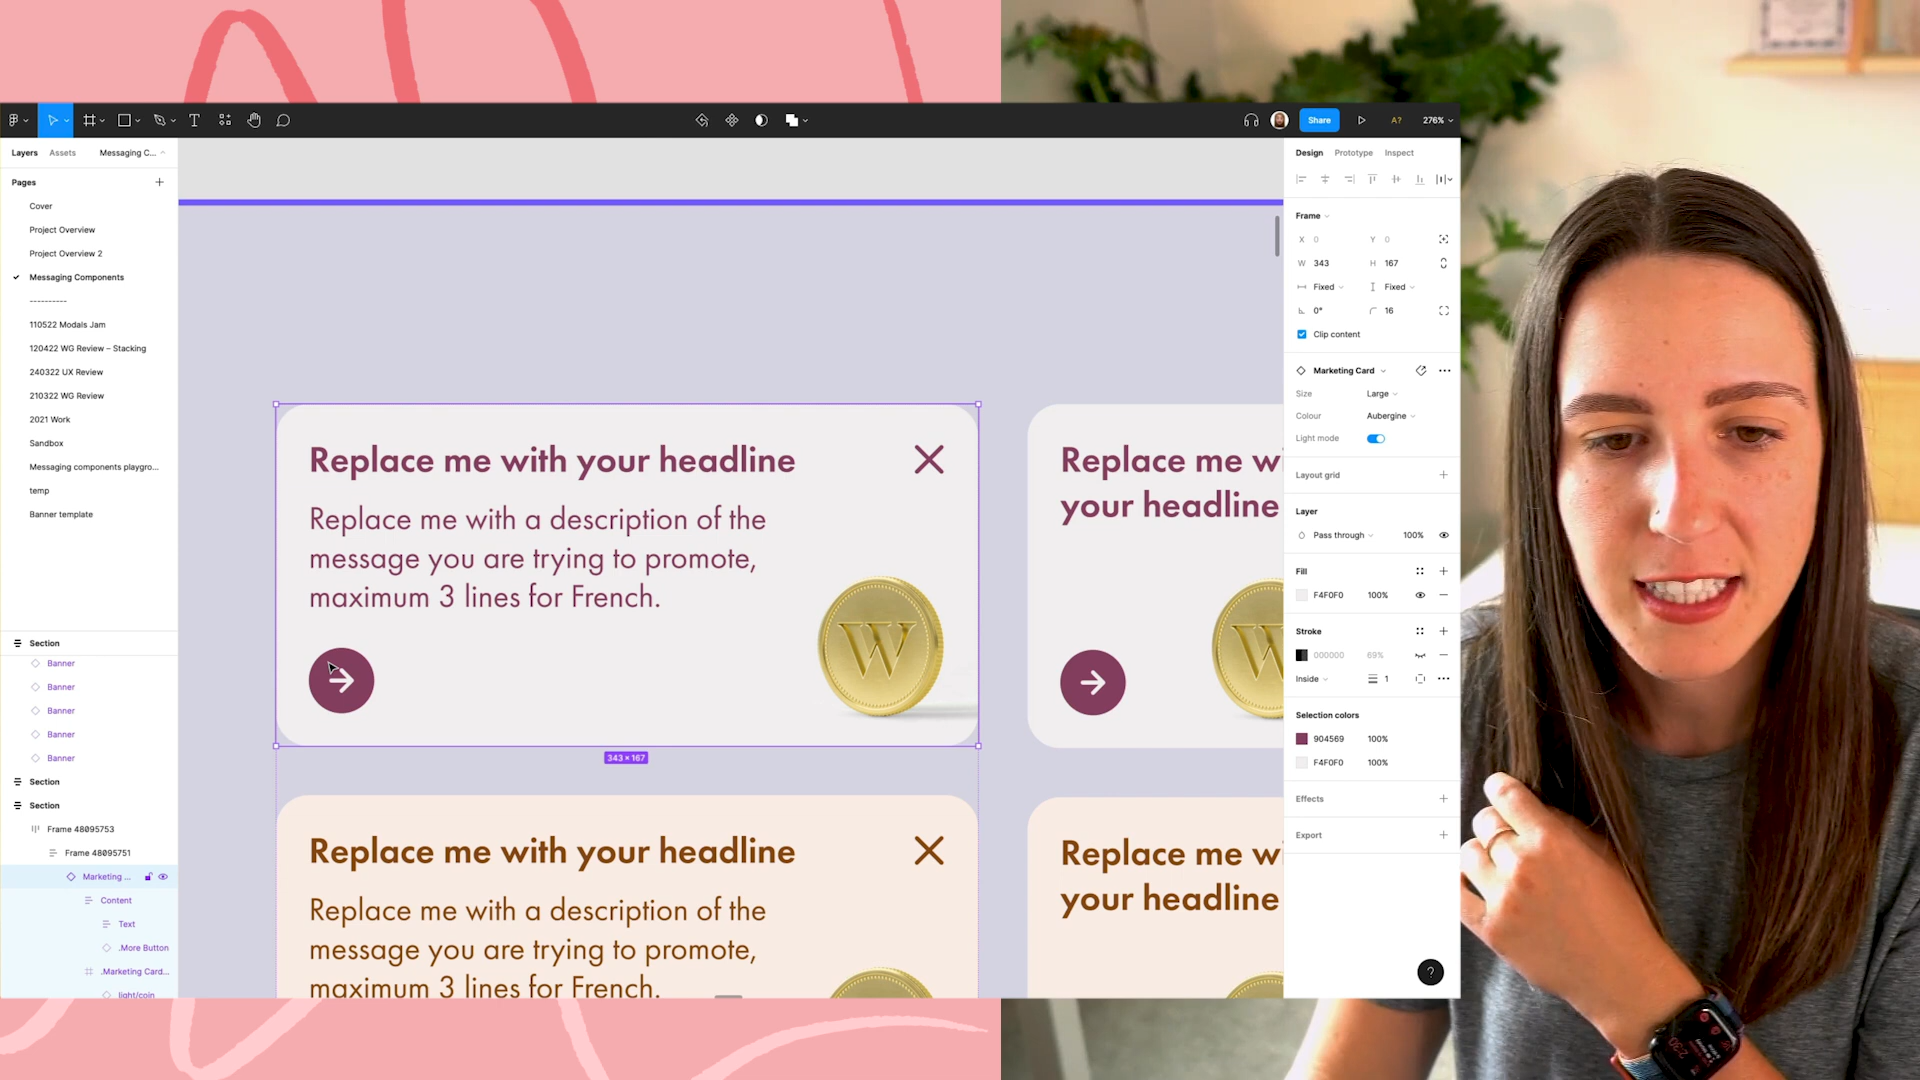 Share
A?
276%
Layers
Assets
Messaging C...
Pages
Cover
Project Overview
Project Overview 2
Messaging Components
----------
110522 Modals Jam
120422 WG Review – Stacking
240322 UX Review
210322 WG Review
2021 Work
Sandbox
Messaging components playgro...
temp
Banner template
Section
Banner
Banner
Banner
Banner
Banner
Section
Section
Frame 48095753
Frame 48095751
Marketing ...
Content
Text
.More Button
.Marketing Card...
light/coin
Replace me with your headline
Replace me with a description of the
message you are trying to promote,
maximum 3 lines for French.
W
343 × 167
Replace me with your headline
Replace me with a description of the
message you are trying to promote,
maximum 3 lines for French.
Replace me wi
your headline
W
Replace me wi
your headline
Design
Prototype
Inspect
Frame
X 0
Y 0
W 343
H 167
Fixed
Fixed
0°
16
Clip content
Marketing Card
Size
Large
Colour
Aubergine
Light mode
Layout grid
Layer
Pass through
100%
Fill
F4F0F0
100%
Stroke
000000
69%
Inside
1
Selection colors
904569
100%
F4F0F0
100%
Effects
Export
?